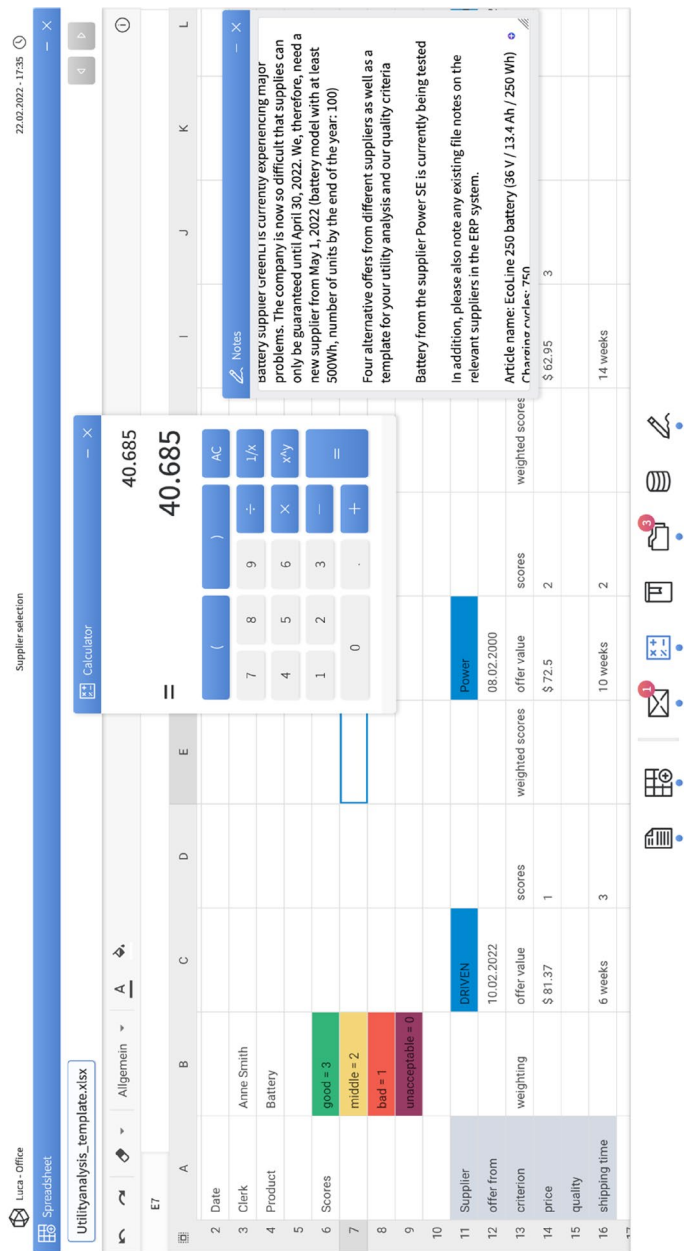 Luca - Office
Supplier selection
22.02.2022 - 17:35
Spreadsheet
Utilityanalysis_template.xlsx
Allgemein
A
E7
A B C D E I J K L
2 Date
3 Clerk Anne Smith
4 Product Battery
5
6 Scores good = 3
7 middle = 2
8 bad = 1
9 unacceptable = 0
10
11 Supplier DRIVEN Power
12 offer from 10.02.2022 08.02.2000
13 criterion weighting offer value scores weighted scores offer value scores weighted scores
14 price $ 81.37 1 $ 72.5 2 $ 62.95 3
15 quality
16 shipping time 6 weeks 3 10 weeks 2 14 weeks
17
Calculator
40.685
= 40.685
( ) AC
7 8 9 ÷ 1/x
4 5 6 × x^y
1 2 3 − =
0 . +
Notes
Battery supplier GreenLi is currently experiencing major
problems. The company is now so difficult that supplies can
only be guaranteed until April 30, 2022. We, therefore, need a
new supplier from May 1, 2022 (battery model with at least
500Wh, number of units by the end of the year: 100)
Four alternative offers from different suppliers as well as a
template for your utility analysis and our quality criteria
Battery from the supplier Power SE is currently being tested
In addition, please also note any existing file notes on the
relevant suppliers in the ERP system.
Article name: EcoLine 250 battery (36 V / 13.4 Ah / 250 Wh)
Charging cycles: 750
1
3